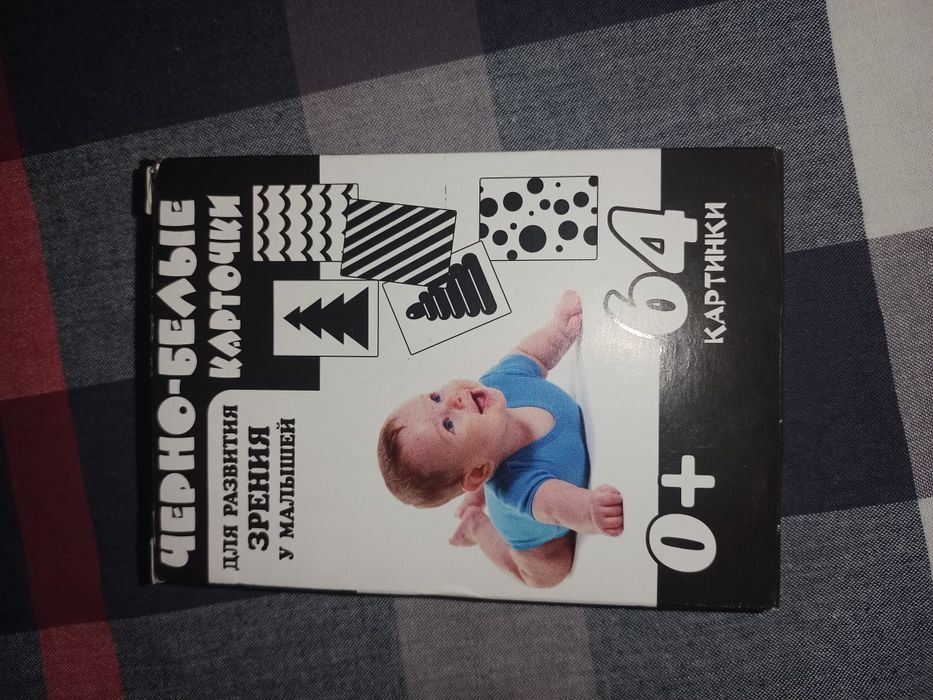 ЧЕРНО-БЕЛЫЕ
КАРТОЧКИ
ДЛЯ РАЗВИТИЯ
ЗРЕНИЯ
У МАЛЫШЕЙ
0+
64
КАРТИНКИ